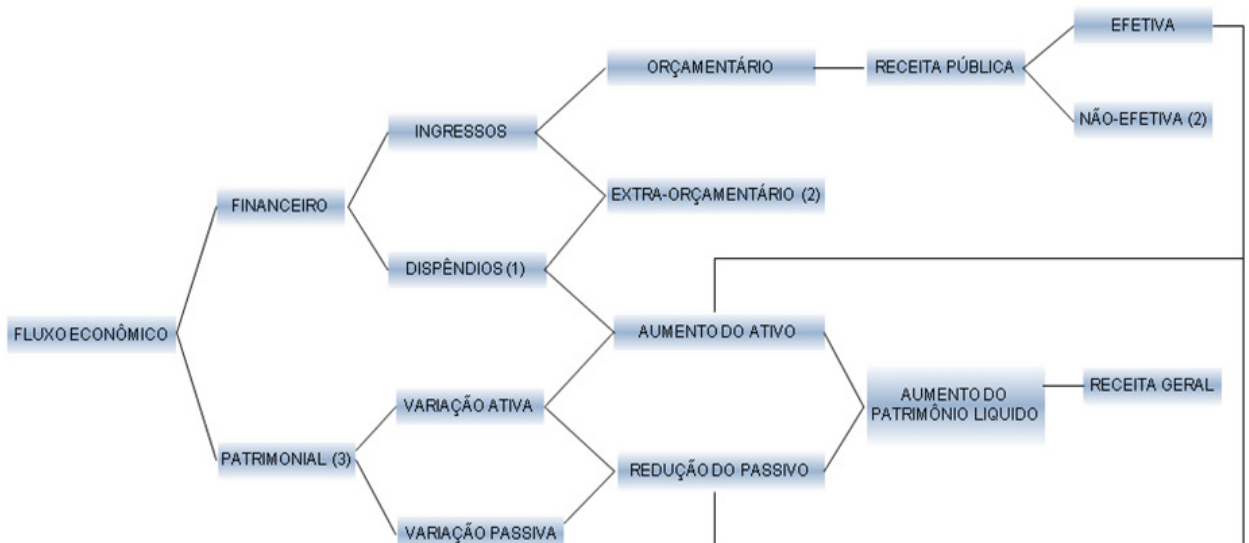 EFETIVA
ORÇAMENTÁRIO
RECEITA PÚBLICA
NÃO-EFETIVA (2)
INGRESSOS
EXTRA-ORÇAMENTÁRIO (2)
FINANCEIRO
DISPÊNDIOS (1)
FLUXO ECONÔMICO
AUMENTO DO ATIVO
RECEITA GERAL
AUMENTO DO
PATRIMÔNIO LIQUIDO
VARIAÇÃO ATIVA
PATRIMONIAL (3)
REDUÇÃO DO PASSIVO
VARIAÇÃO PASSIVA